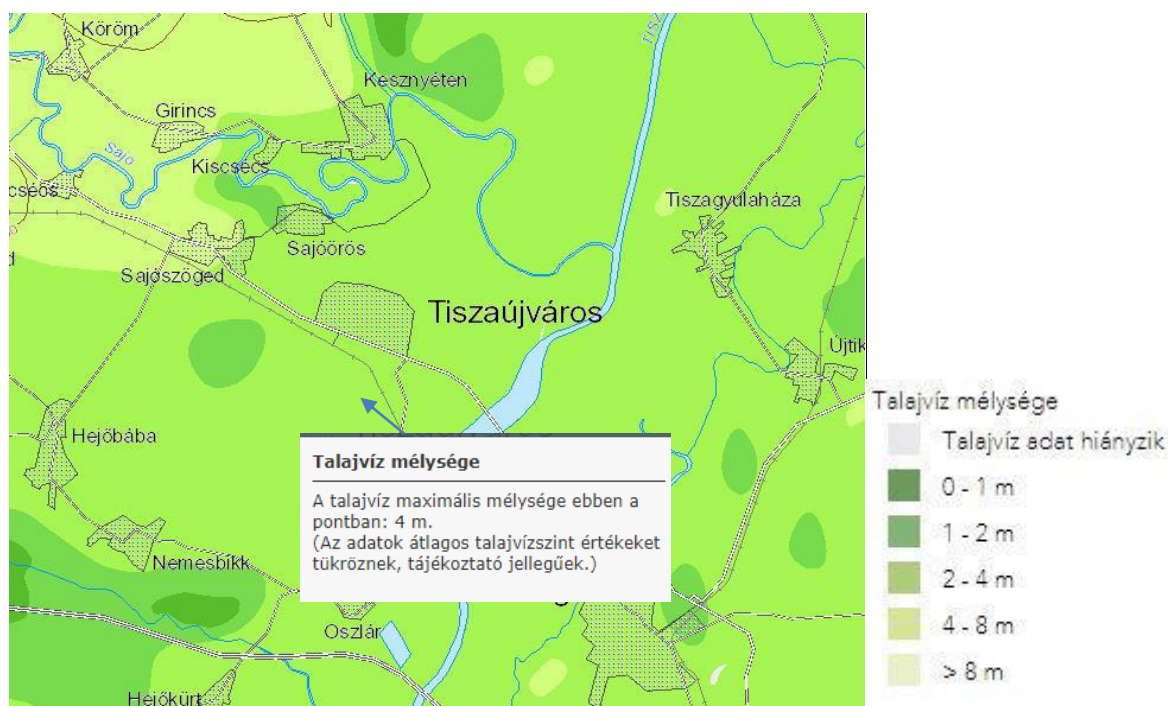 Köröm
TISZ
Kesznyéten
Girincs
Sajó
Kiscsécs
cseös
Tiszagyulaháza
Sajóörös
Sajószöged
Tiszaújváros
Újtik
Hejőbába
Talajvíz mélysége
A talajvíz maximális mélysége ebben a
pontban: 4 m.
(Az adatok átlagos talajvízszint értékeket
tükröznek, tájékoztató jellegűek.)
Nemesbikk
Oszlár
Hejőkürt
Talajvíz mélysége
Talajvíz adat hiányzik
0 - 1 m
1 - 2 m
2 - 4 m
4 - 8 m
> 8 m